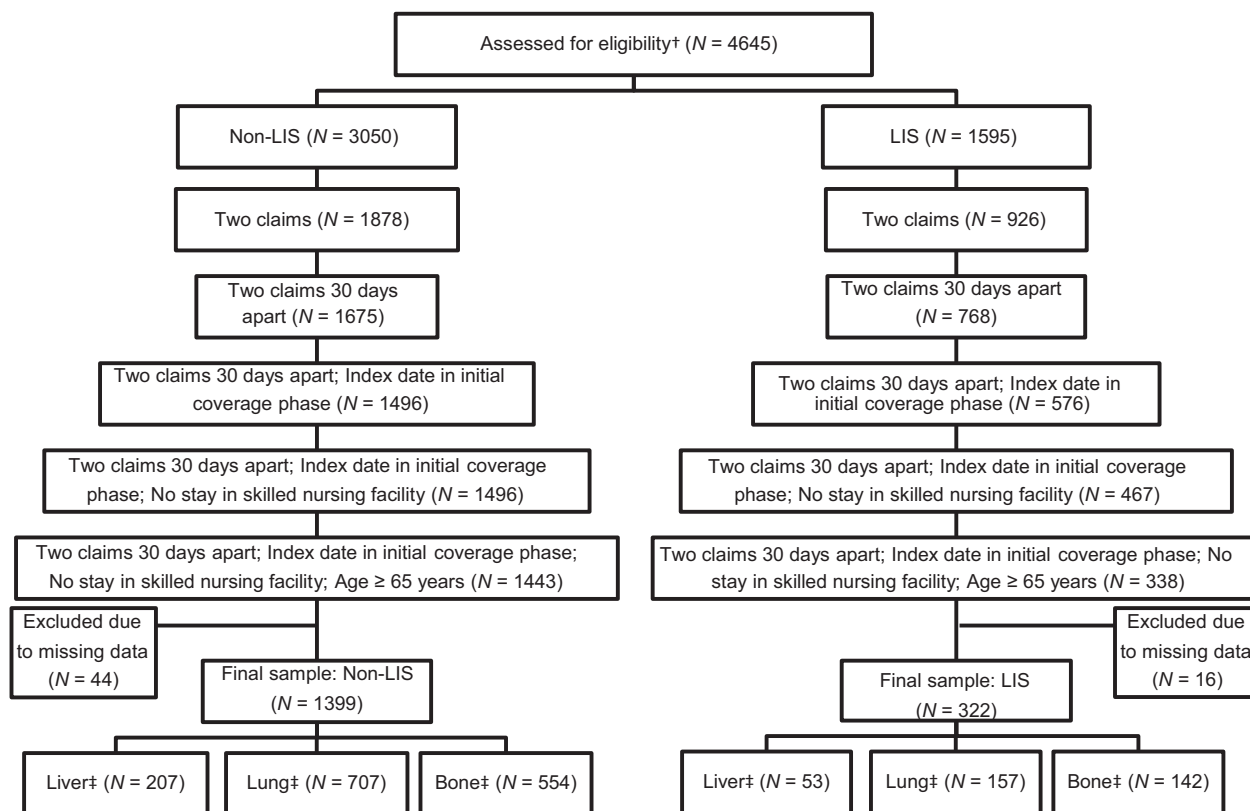 Assessed for eligibility† (N = 4645)
Non-LIS (N = 3050)
LIS (N = 1595)
Two claims (N = 1878)
Two claims (N = 926)
Two claims 30 days
apart (N = 1675)
Two claims 30 days apart
(N = 768)
Two claims 30 days apart; Index date in initial
coverage phase (N = 1496)
Two claims 30 days apart; Index date in
initial coverage phase (N = 576)
Two claims 30 days apart; Index date in initial coverage
phase; No stay in skilled nursing facility (N = 1496)
Two claims 30 days apart; Index date in initial coverage
phase; No stay in skilled nursing facility (N = 467)
Two claims 30 days apart; Index date in initial coverage phase;
No stay in skilled nursing facility; Age ≥ 65 years (N = 1443)
Two claims 30 days apart; Index date in initial coverage phase; No
stay in skilled nursing facility; Age ≥ 65 years (N = 338)
Excluded due
to missing data
(N = 44)
Excluded due
to missing data
(N = 16)
Final sample: Non-LIS
(N = 1399)
Final sample: LIS
(N = 322)
Liver‡ (N = 207)
Lung‡ (N = 707)
Bone‡ (N = 554)
Liver‡ (N = 53)
Lung‡ (N = 157)
Bone‡ (N = 142)